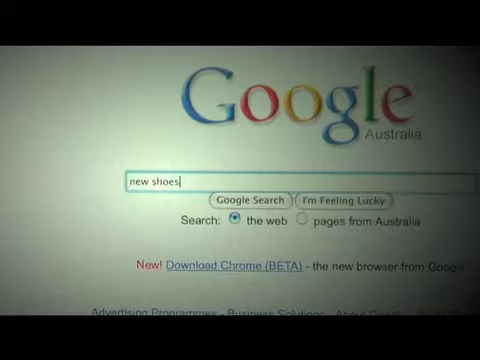 Google
Australia
new shoes
Google Search I'm Feeling Lucky
Search: the web pages from Australia
New! Download Chrome (BETA) - the new browser from Google
Advertising Programmes - Business Solutions - About Google